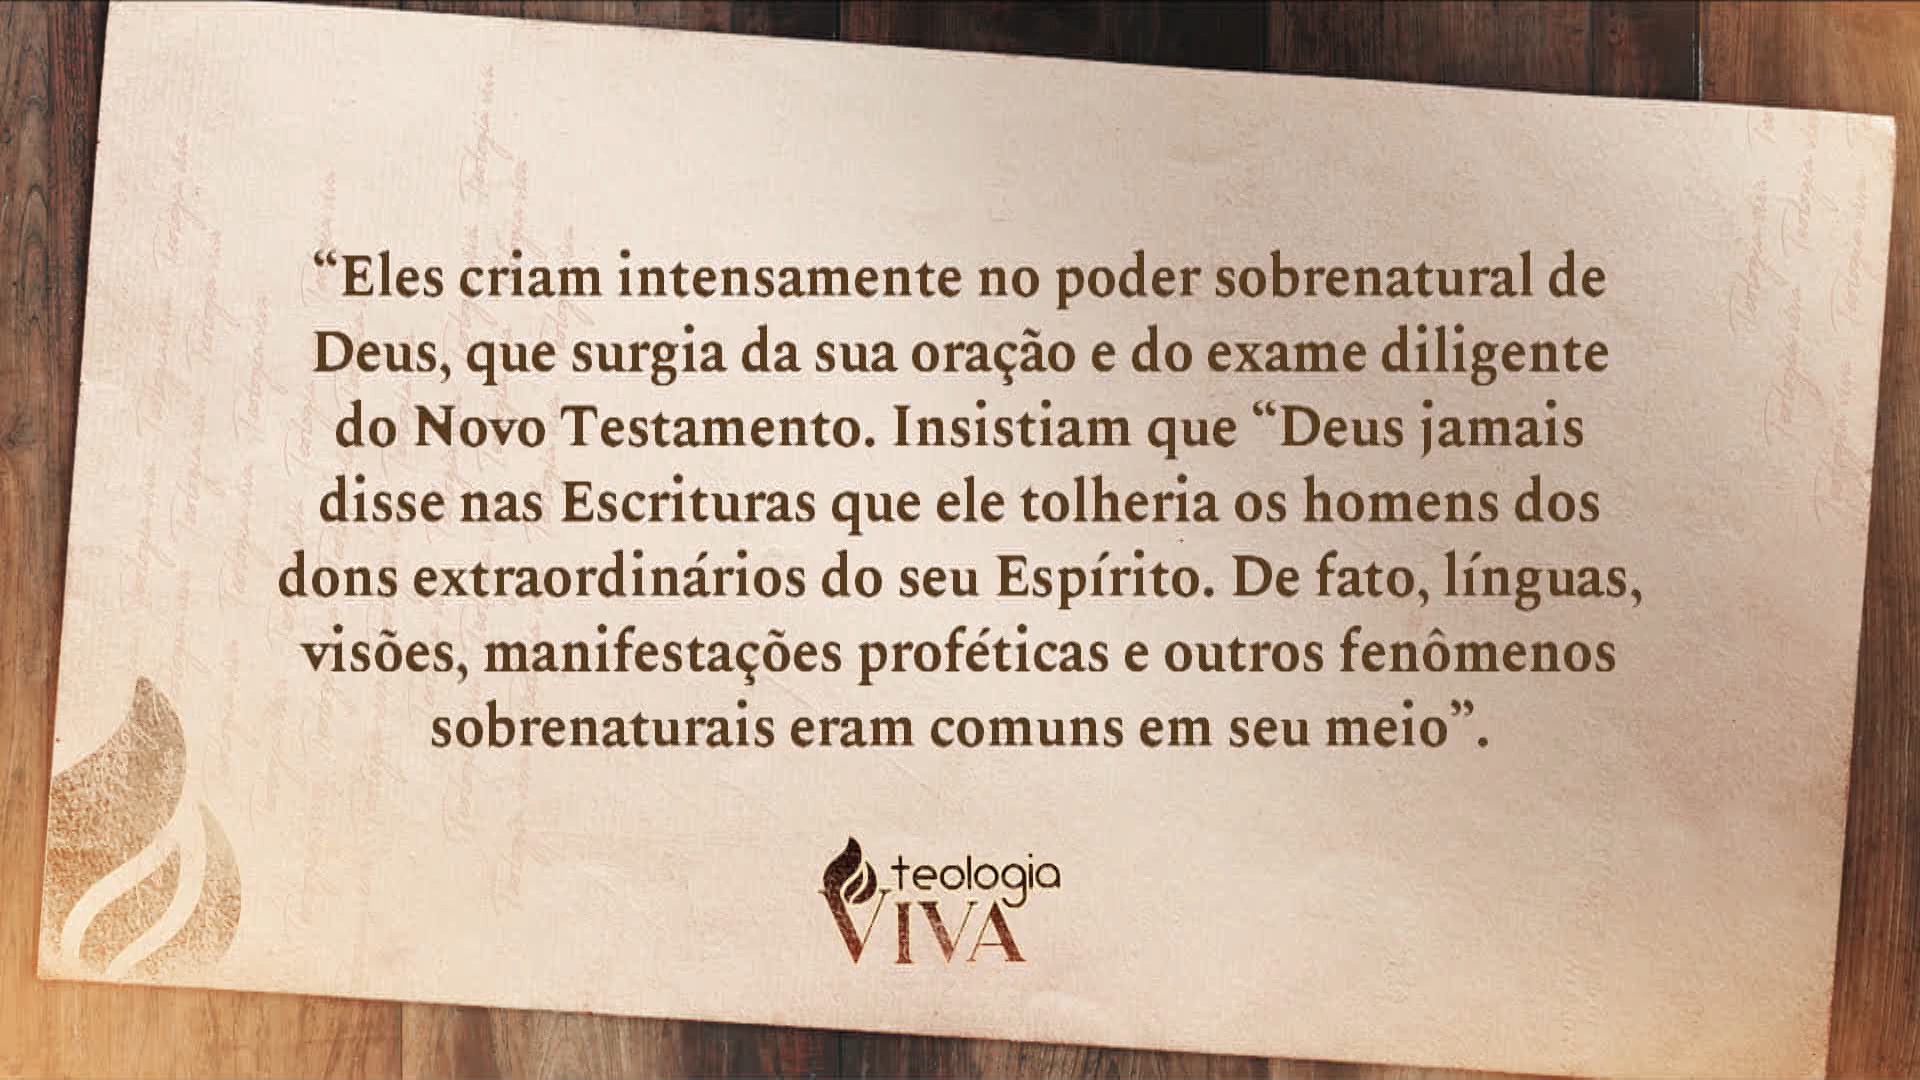 “Eles criam intensamente no poder sobrenatural de
Deus, que surgia da sua oração e do exame diligente
do Novo Testamento. Insistiam que “Deus jamais
disse nas Escrituras que ele tolheria os homens dos
dons extraordinários do seu Espírito. De fato, línguas,
visões, manifestações proféticas e outros fenômenos
sobrenaturais eram comuns em seu meio”.
teologia
VIVA